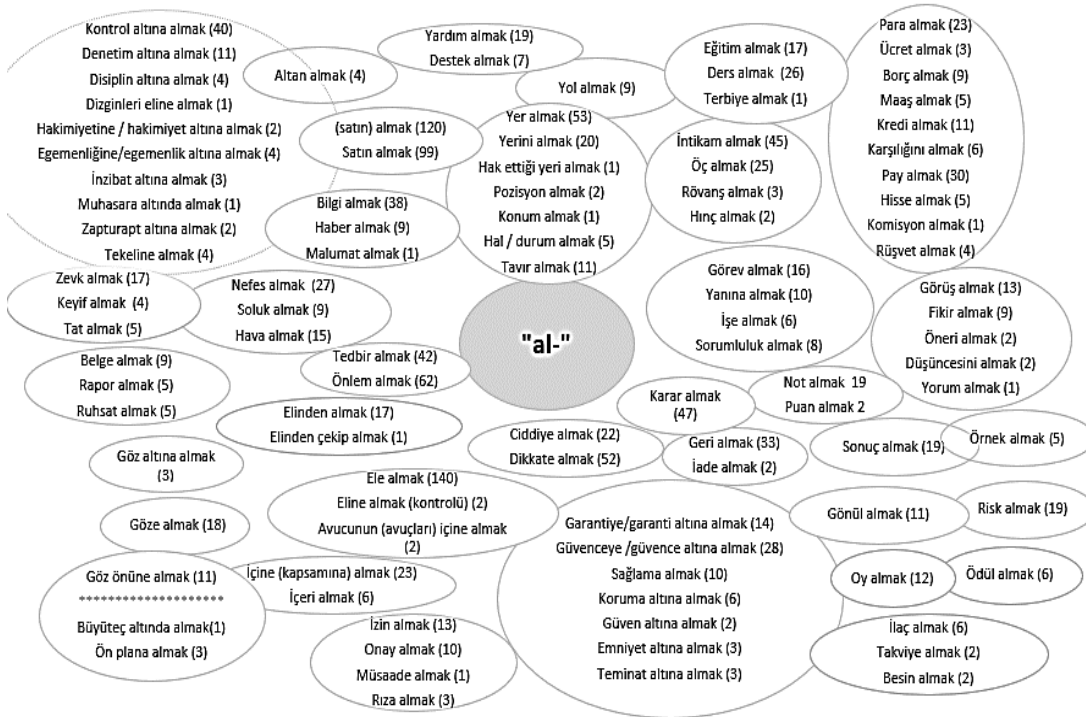 Kontrol altına almak (40)
Denetim altına almak (11)
Disiplin altına almak (4)
Dizginleri eline almak (1)
Hakimiyetine / hakimiyet altına almak (2)
Egemenliğine/egemenlik altına almak (4)
İnzibat altına almak (3)
Muhasara altında almak (1)
Zapturapt altına almak (2)
Tekeline almak (4)
Altan almak (4)
Yardım almak (19)
Destek almak (7)
Yol almak (9)
Eğitim almak (17)
Ders almak (26)
Terbiye almak (1)
Para almak (23)
Ücret almak (3)
Borç almak (9)
Maaş almak (5)
Kredi almak (11)
Karşılığını almak (6)
Pay almak (30)
Hisse almak (5)
Komisyon almak (1)
Rüşvet almak (4)
(satın) almak (120)
Satın almak (99)
Yer almak (53)
Yerini almak (20)
Hak ettiği yeri almak (1)
Pozisyon almak (2)
Konum almak (1)
Hal / durum almak (5)
Tavır almak (11)
İntikam almak (45)
Öç almak (25)
Rövanş almak (3)
Hınç almak (2)
Bilgi almak (38)
Haber almak (9)
Malumat almak (1)
Zevk almak (17)
Keyif almak (4)
Tat almak (5)
Nefes almak (27)
Soluk almak (9)
Hava almak (15)
"al-"
Görev almak (16)
Yanına almak (10)
İşe almak (6)
Sorumluluk almak (8)
Görüş almak (13)
Fikir almak (9)
Öneri almak (2)
Düşüncesini almak (2)
Yorum almak (1)
Belge almak (9)
Rapor almak (5)
Ruhsat almak (5)
Tedbir almak (42)
Önlem almak (62)
Karar almak
(47)
Not almak 19
Puan almak 2
Elinden almak (17)
Elinden çekip almak (1)
Ciddiye almak (22)
Dikkate almak (52)
Geri almak (33)
İade almak (2)
Sonuç almak (19)
Örnek almak (5)
Göz altına almak
(3)
Ele almak (140)
Eline almak (kontrolü) (2)
Avucunun (avuçları) içine almak
(2)
Göze almak (18)
Garantiye/garanti altına almak (14)
Güvenceye /güvence altına almak (28)
Sağlama almak (10)
Koruma altına almak (6)
Güven altına almak (2)
Emniyet altına almak (3)
Teminat altına almak (3)
Gönül almak (11)
Risk almak (19)
Göz önüne almak (11)
********************
Büyüteç altında almak(1)
Ön plana almak (3)
İçine (kapsamına) almak (23)
İçeri almak (6)
Oy almak (12)
Ödül almak (6)
İzin almak (13)
Onay almak (10)
Müsaade almak (1)
Rıza almak (3)
İlaç almak (6)
Takviye almak (2)
Besin almak (2)